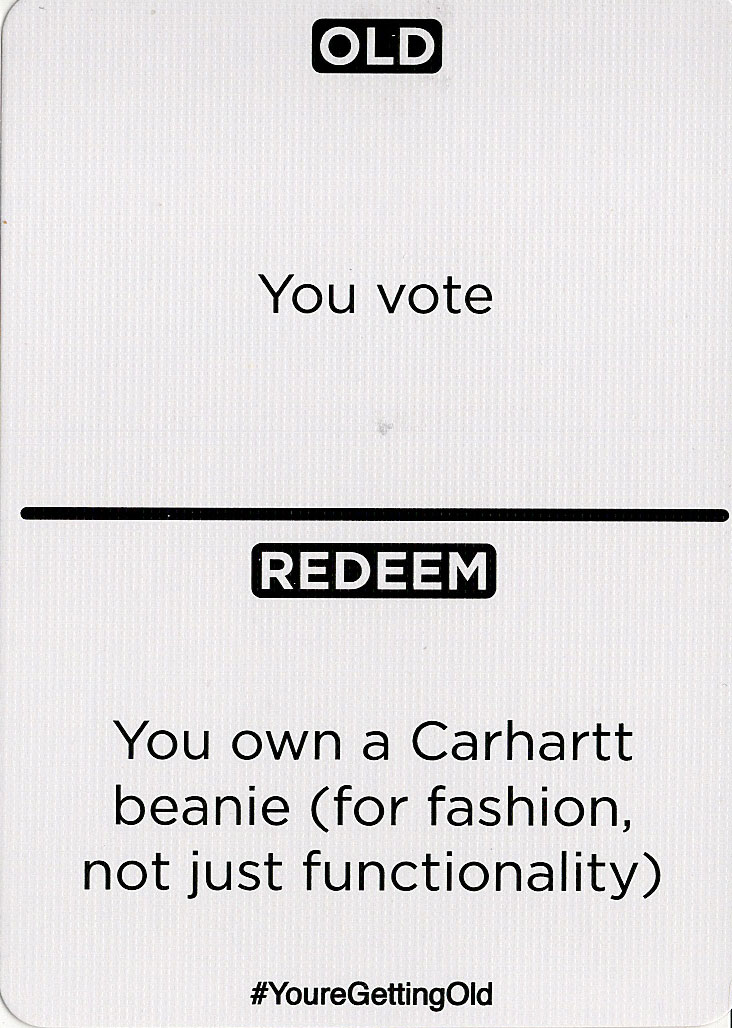 OLD
You vote
REDEEM
You own a Carhartt
beanie (for fashion,
not just functionality)
#YoureGettingOld